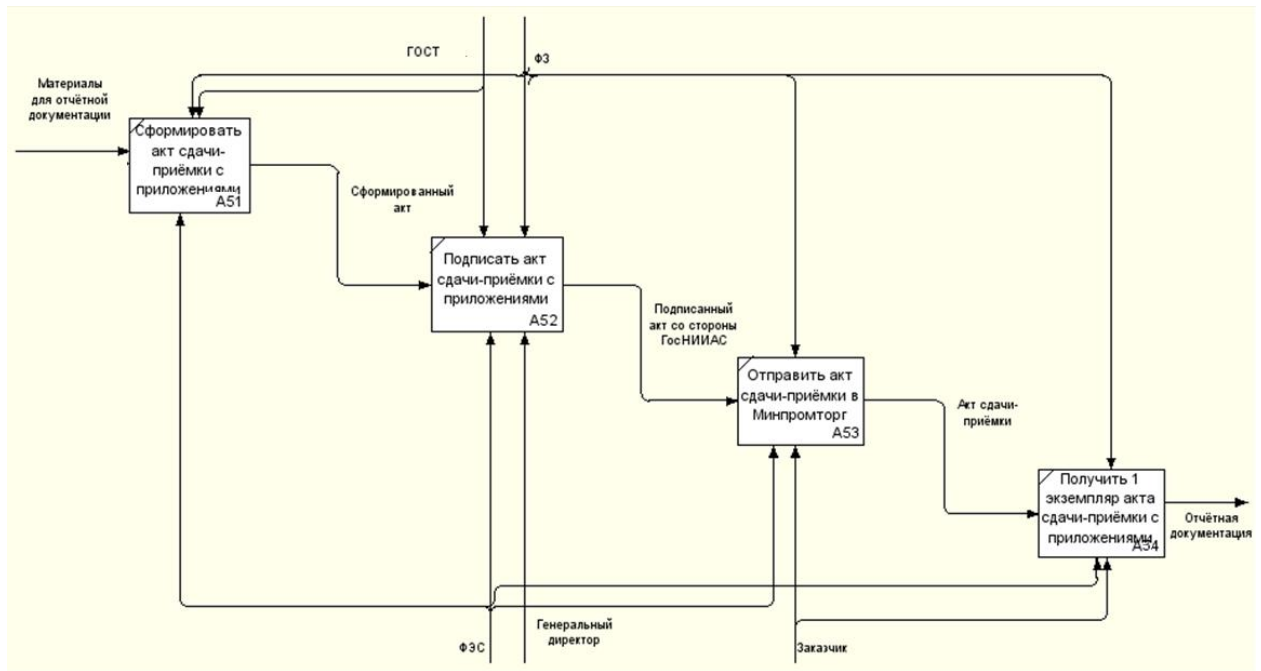 ГОСТ
ФЗ
Материалы
для отчётной
документации
Сформировать
акт сдачи-
приёмки с
приложениями
А51
Сформированный
акт
Подписать акт
сдачи-приёмки с
приложениями
А52
Подписанный
акт со стороны
ГосНИИАС
Отправить акт
сдачи-приёмки в
Минпромторг
А53
Акт сдачи-
приёмки
Получить 1
экземпляр акта
сдачи-приёмки с
приложениями
А54
Отчётная
документация
ФЭС
Генеральный
директор
Заказчик